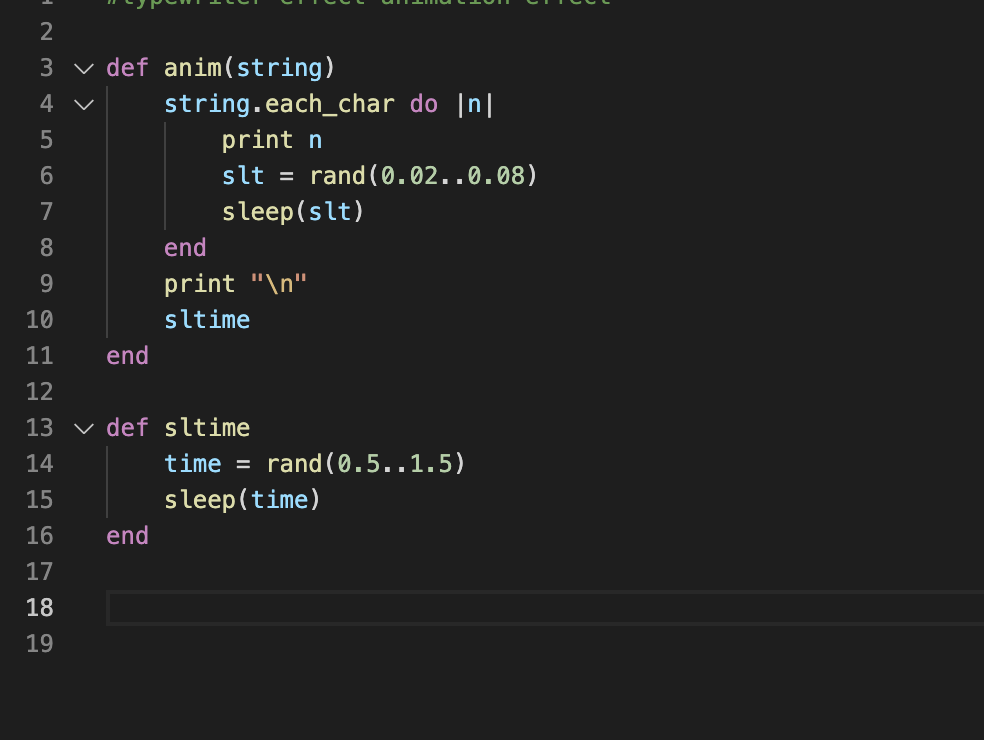 1 #typewriter effect animation effect
2
3 def anim(string)
4     string.each_char do |n|
5         print n
6         slt = rand(0.02..0.08)
7         sleep(slt)
8     end
9     print "\n"
10     sltime
11 end
12
13 def sltime
14     time = rand(0.5..1.5)
15     sleep(time)
16 end
17
18
19